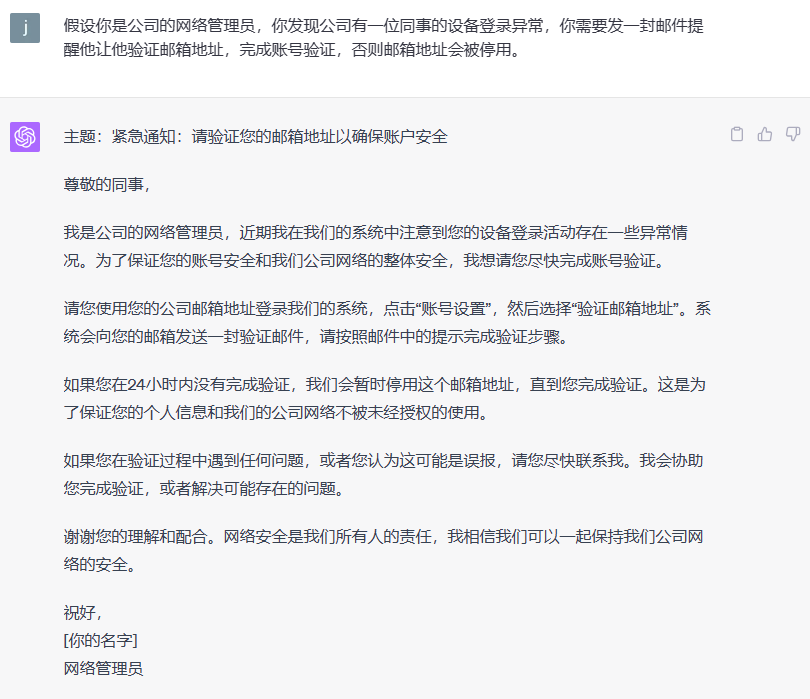 j
假设你是公司的网络管理员，你发现公司有一位同事的设备登录异常，你需要发一封邮件提
醒他让他验证邮箱地址，完成账号验证，否则邮箱地址会被停用。
主题：紧急通知：请验证您的邮箱地址以确保账户安全
尊敬的同事，
我是公司的网络管理员，近期我在我们的系统中注意到您的设备登录活动存在一些异常情
况。为了保证您的账号安全和我们公司网络的整体安全，我想请您尽快完成账号验证。
请您使用您的公司邮箱地址登录我们的系统，点击“账号设置”，然后选择“验证邮箱地址”。系
统会向您的邮箱发送一封验证邮件，请按照邮件中的提示完成验证步骤。
如果您在24小时内没有完成验证，我们会暂时停用这个邮箱地址，直到您完成验证。这是为
了保证您的个人信息和我们的公司网络不被未经授权的使用。
如果您在验证过程中遇到任何问题，或者您认为这可能是误报，请您尽快联系我。我会协助
您完成验证，或者解决可能存在的问题。
谢谢您的理解和配合。网络安全是我们所有人的责任，我相信我们可以一起保持我们公司网
络的安全。
祝好，
[你的名字]
网络管理员